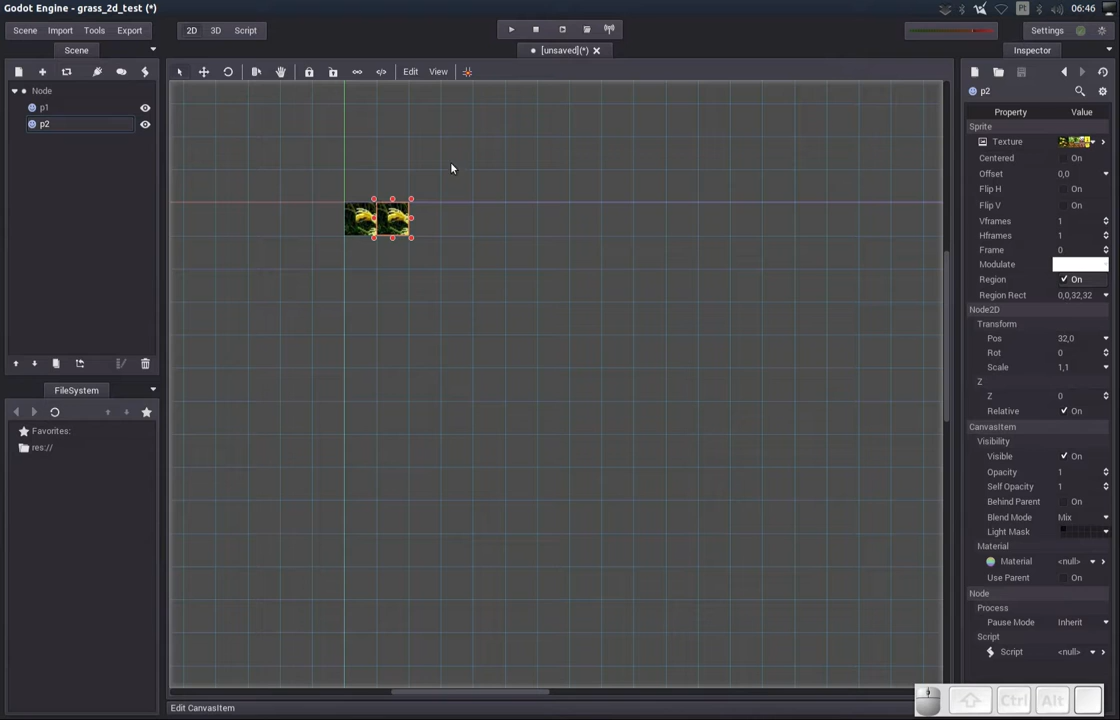 Godot Engine - grass_2d_test (*)
Pt
06:46
Scene Import Tools Export
2D 3D Script
Settings
Scene
[unsaved](*)
Inspector
Edit View
Node
p1
p2
p2
Property Value
Sprite
Texture
Centered On
Offset 0,0
Flip H On
Flip V On
Vframes 1
Hframes 1
Frame 0
Modulate
Region On
Region Rect 0,0,32,32
Node2D
Transform
Pos 32,0
Rot 0
Scale 1,1
Z
Z 0
Relative On
CanvasItem
Visibility
Visible On
Opacity 1
Self Opacity 1
Behind Parent On
Blend Mode Mix
Light Mask
Material
Material <null>
Use Parent On
Node
Process
Pause Mode Inherit
Script
Script <null>
FileSystem
Favorites:
res://
Edit CanvasItem
Ctrl Alt